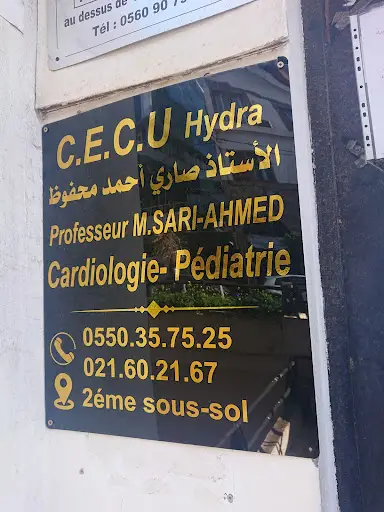 au dessus de
Tél : 0560 90 7
C.E.C.U Hydra
الأستاذ صاري أحمد محفوظ
Professeur M.SARI-AHMED
Cardiologie- Pédiatrie
0550.35.75.25
021.60.21.67
2éme sous-sol